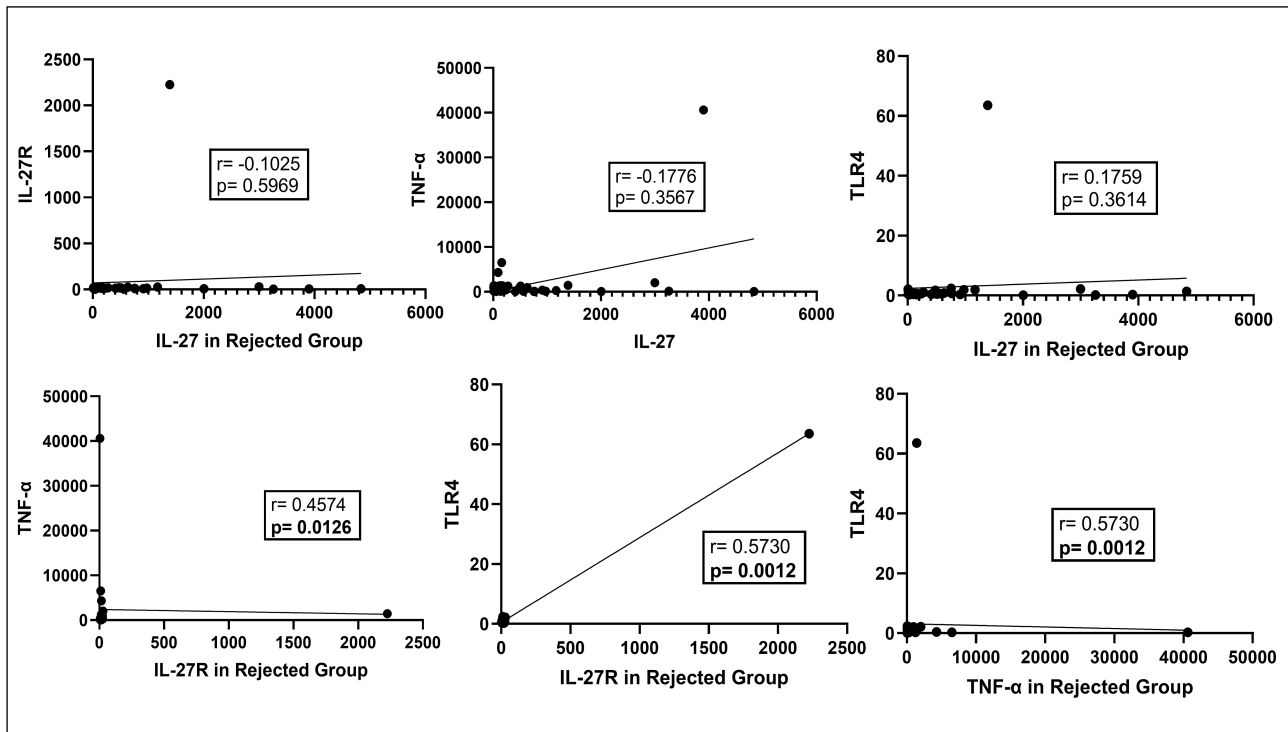 IL-27R
2500
2000
1500
1000
500
0
r= -0.1025
p= 0.5969
0 2000 4000 6000
IL-27 in Rejected Group
TNF-α
50000
40000
30000
20000
10000
0
r= -0.1776
p= 0.3567
0 2000 4000 6000
IL-27
TLR4
80
60
40
20
0
r= 0.1759
p= 0.3614
0 2000 4000 6000
IL-27 in Rejected Group
TNF-α
50000
40000
30000
20000
10000
0
r= 0.4574
p= 0.0126
0 500 1000 1500 2000 2500
IL-27R in Rejected Group
TLR4
80
60
40
20
0
r= 0.5730
p= 0.0012
0 500 1000 1500 2000 2500
IL-27R in Rejected Group
TLR4
80
60
40
20
0
r= 0.5730
p= 0.0012
0 10000 20000 30000 40000 50000
TNF-α in Rejected Group